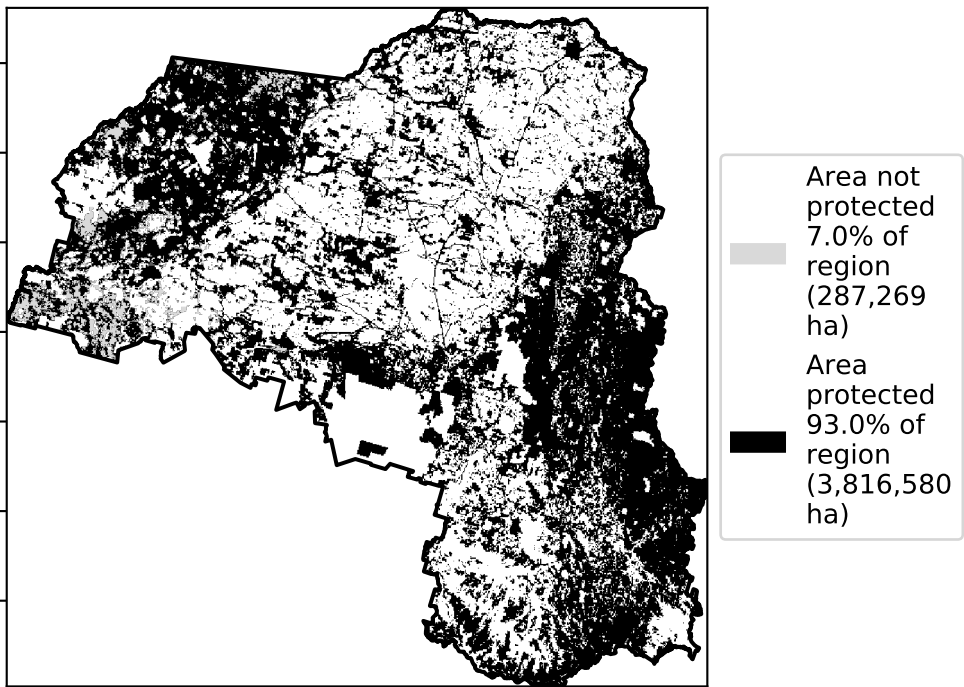 Area not
protected
7.0% of
region
(287,269
ha)
Area
protected
93.0% of
region
(3,816,580
ha)